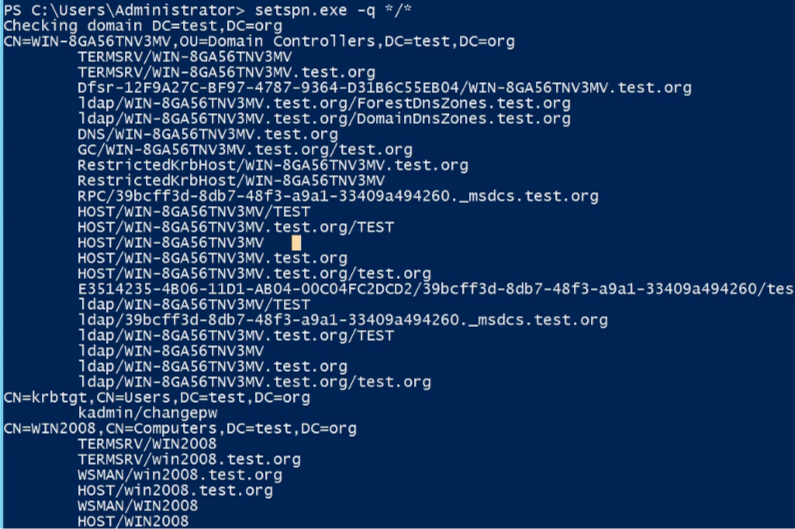 PS C:\Users\Administrator> setspn.exe -q */*
Checking domain DC=test,DC=org
CN=WIN-8GA56TNV3MV,OU=Domain Controllers,DC=test,DC=org
TERMSRV/WIN-8GA56TNV3MV
TERMSRV/WIN-8GA56TNV3MV.test.org
Dfsr-12F9A27C-BF97-4787-9364-D31B6C55EB04/WIN-8GA56TNV3MV.test.org
ldap/WIN-8GA56TNV3MV.test.org/ForestDnsZones.test.org
ldap/WIN-8GA56TNV3MV.test.org/DomainDnsZones.test.org
DNS/WIN-8GA56TNV3MV.test.org
GC/WIN-8GA56TNV3MV.test.org/test.org
RestrictedKrbHost/WIN-8GA56TNV3MV.test.org
RestrictedKrbHost/WIN-8GA56TNV3MV
RPC/39bcff3d-8db7-48f3-a9a1-33409a494260._msdcs.test.org
HOST/WIN-8GA56TNV3MV/TEST
HOST/WIN-8GA56TNV3MV.test.org/TEST
HOST/WIN-8GA56TNV3MV
HOST/WIN-8GA56TNV3MV.test.org
HOST/WIN-8GA56TNV3MV.test.org/test.org
E3514235-4B06-11D1-AB04-00C04FC2DCD2/39bcff3d-8db7-48f3-a9a1-33409a494260/tes
ldap/WIN-8GA56TNV3MV/TEST
ldap/39bcff3d-8db7-48f3-a9a1-33409a494260._msdcs.test.org
ldap/WIN-8GA56TNV3MV.test.org/TEST
ldap/WIN-8GA56TNV3MV
ldap/WIN-8GA56TNV3MV.test.org
ldap/WIN-8GA56TNV3MV.test.org/test.org
CN=krbtgt,CN=Users,DC=test,DC=org
kadmin/changepw
CN=WIN2008,CN=Computers,DC=test,DC=org
TERMSRV/WIN2008
TERMSRV/win2008.test.org
WSMAN/win2008.test.org
HOST/win2008.test.org
WSMAN/WIN2008
HOST/WIN2008